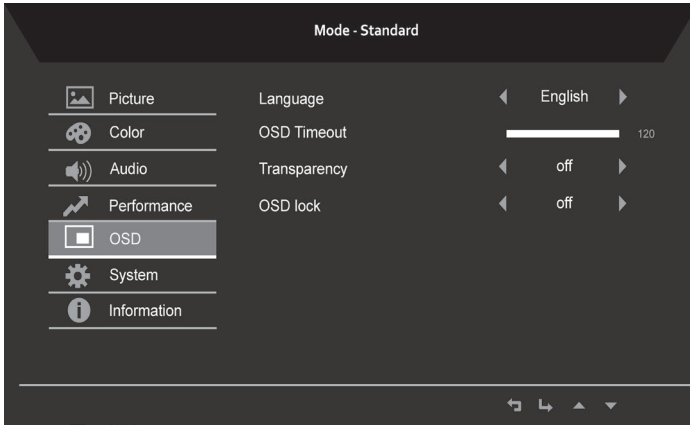 Mode - Standard
Picture
Language
English
Color
OSD Timeout
120
Audio
Transparency
off
Performance
OSD lock
off
OSD
System
Information